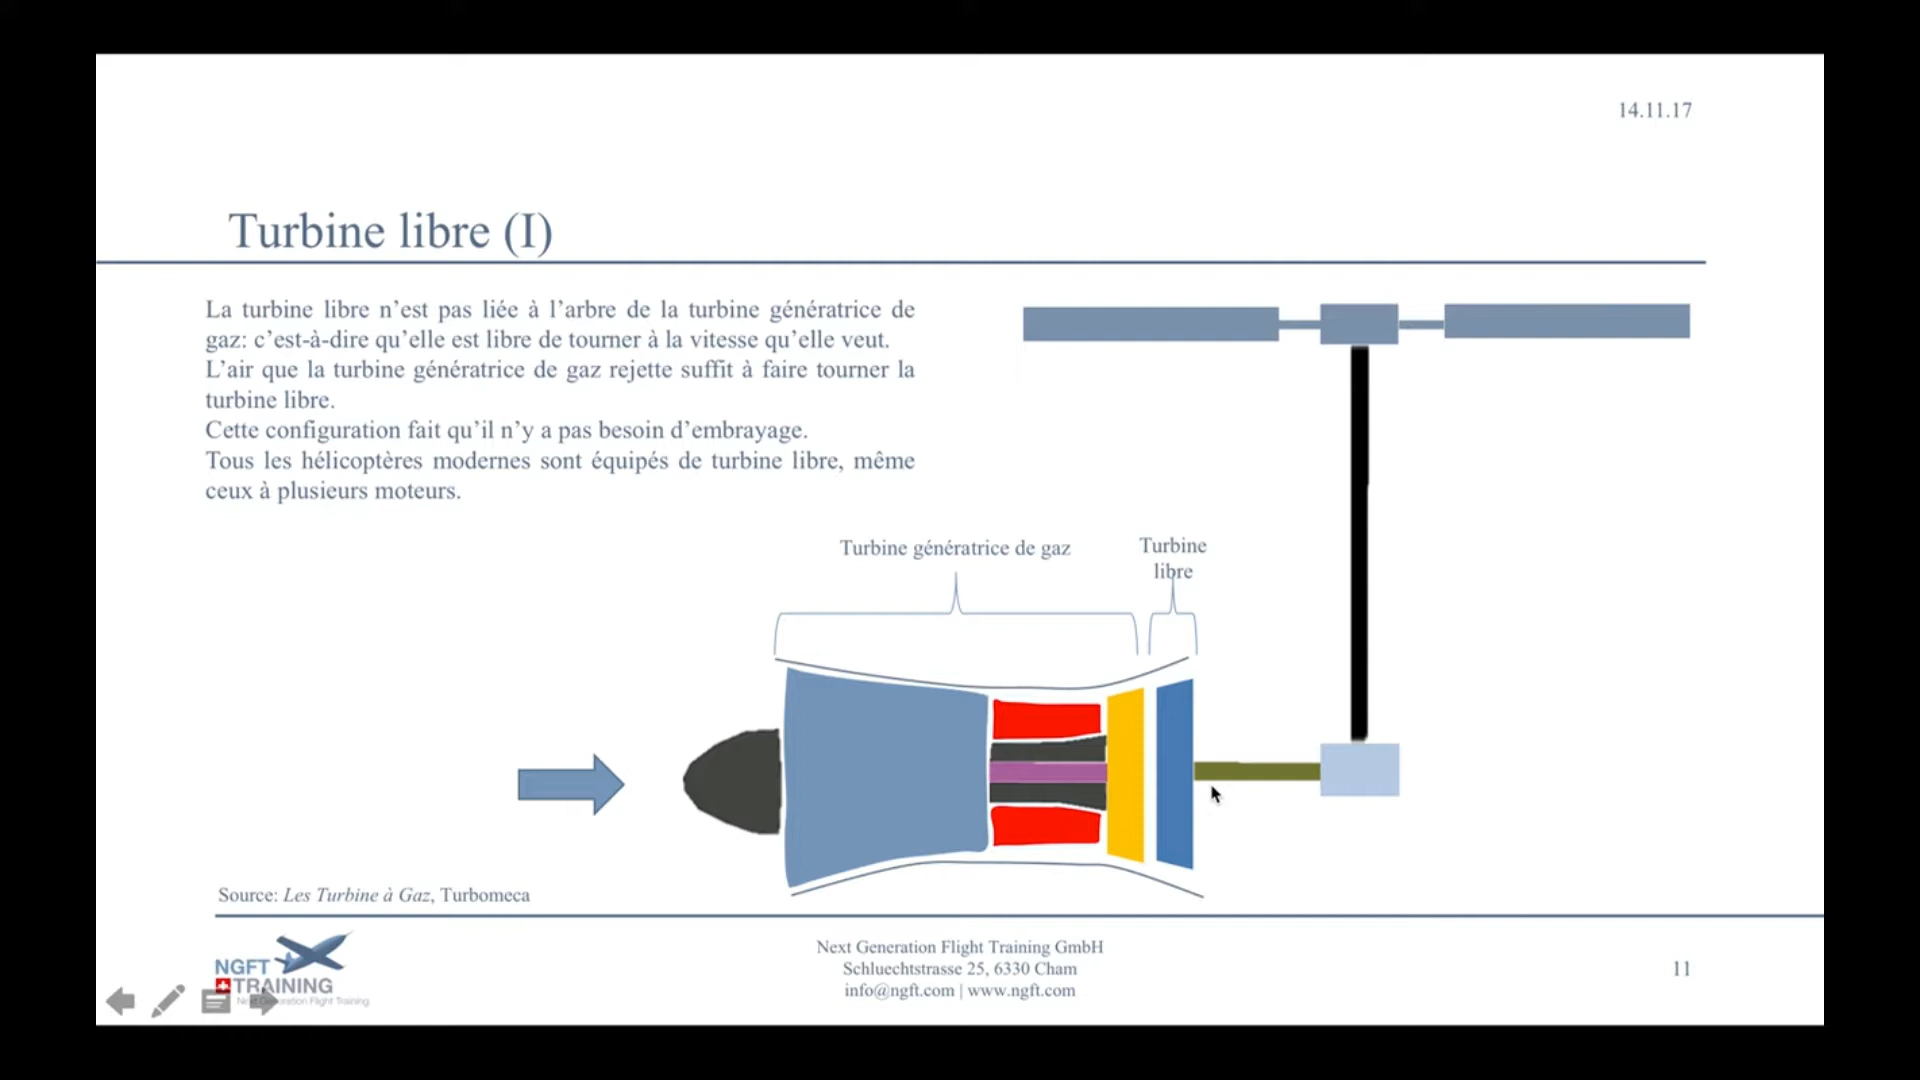 14.11.17
Turbine libre (I)
La turbine libre n’est pas liée à l’arbre de la turbine génératrice de
gaz: c’est-à-dire qu’elle est libre de tourner à la vitesse qu’elle veut.
L’air que la turbine génératrice de gaz rejette suffit à faire tourner la
turbine libre.
Cette configuration fait qu’il n’y a pas besoin d’embrayage.
Tous les hélicoptères modernes sont équipés de turbine libre, même
ceux à plusieurs moteurs.
Turbine génératrice de gaz
Turbine
libre
Source: Les Turbine à Gaz, Turbomeca
NGFT
TRAINING
Next Generation Flight Training
Next Generation Flight Training GmbH
Schluechtstrasse 25, 6330 Cham
info@ngft.com | www.ngft.com
11